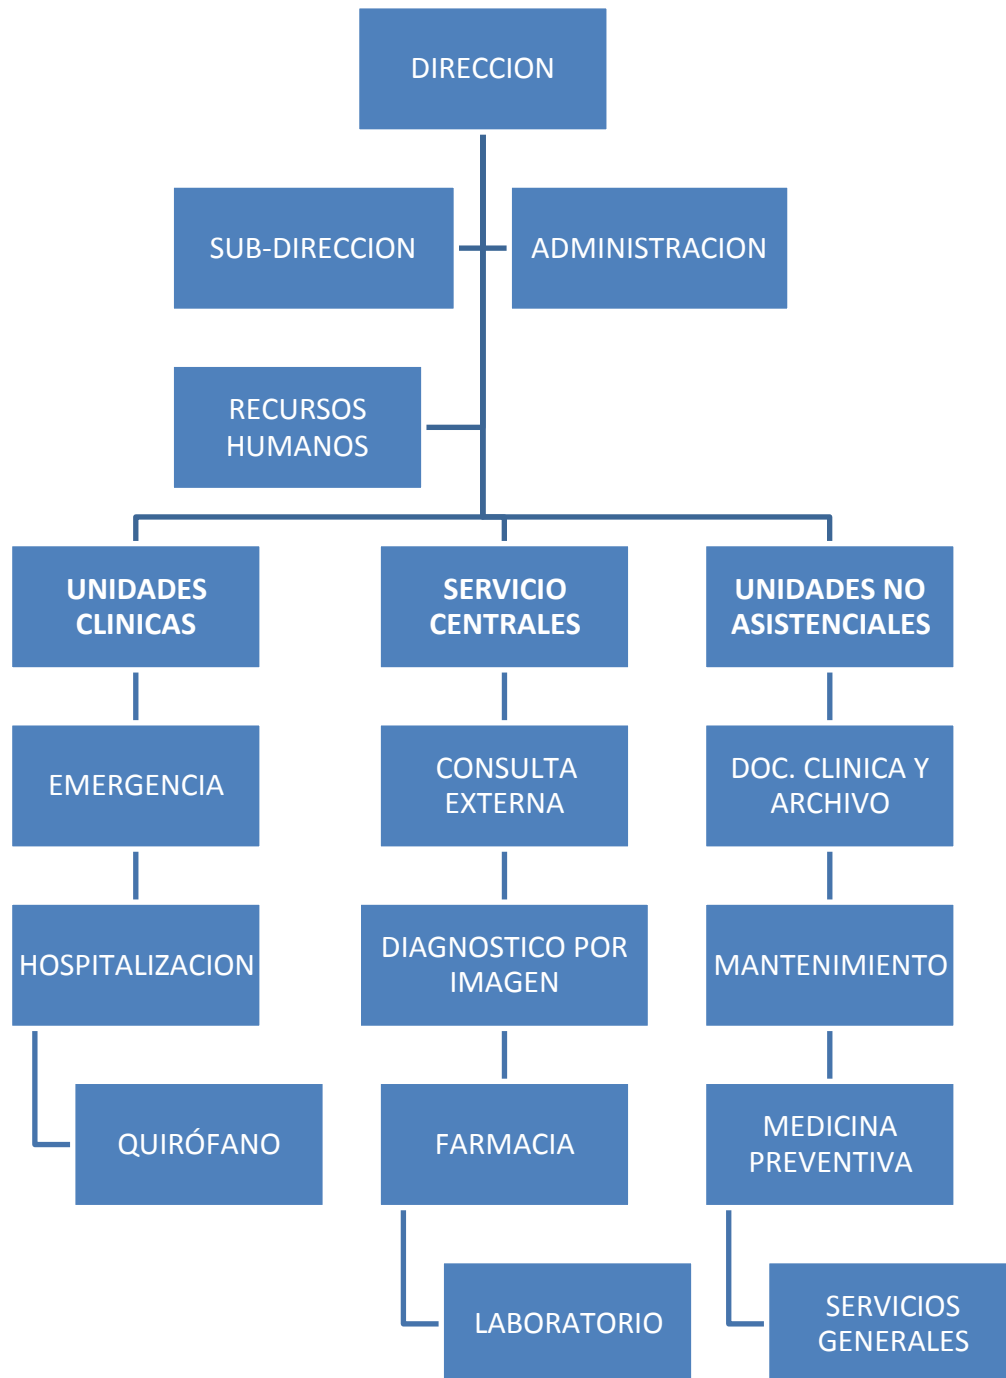 DIRECCION
SUB-DIRECCION
ADMINISTRACION
RECURSOS
HUMANOS
UNIDADES
CLINICAS
SERVICIO
CENTRALES
UNIDADES NO
ASISTENCIALES
EMERGENCIA
CONSULTA
EXTERNA
DOC. CLINICA Y
ARCHIVO
HOSPITALIZACION
DIAGNOSTICO POR
IMAGEN
MANTENIMIENTO
QUIRÓFANO
FARMACIA
MEDICINA
PREVENTIVA
LABORATORIO
SERVICIOS
GENERALES